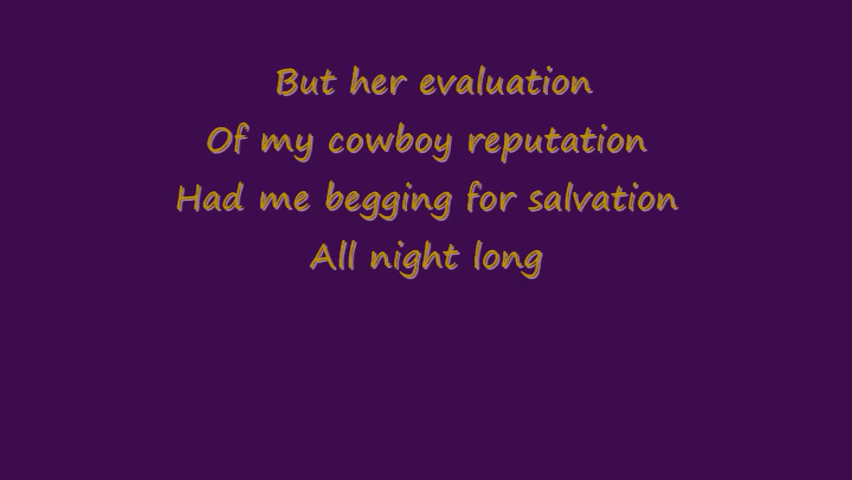 But her evaluation
Of my cowboy reputation
Had me begging for salvation
All night long